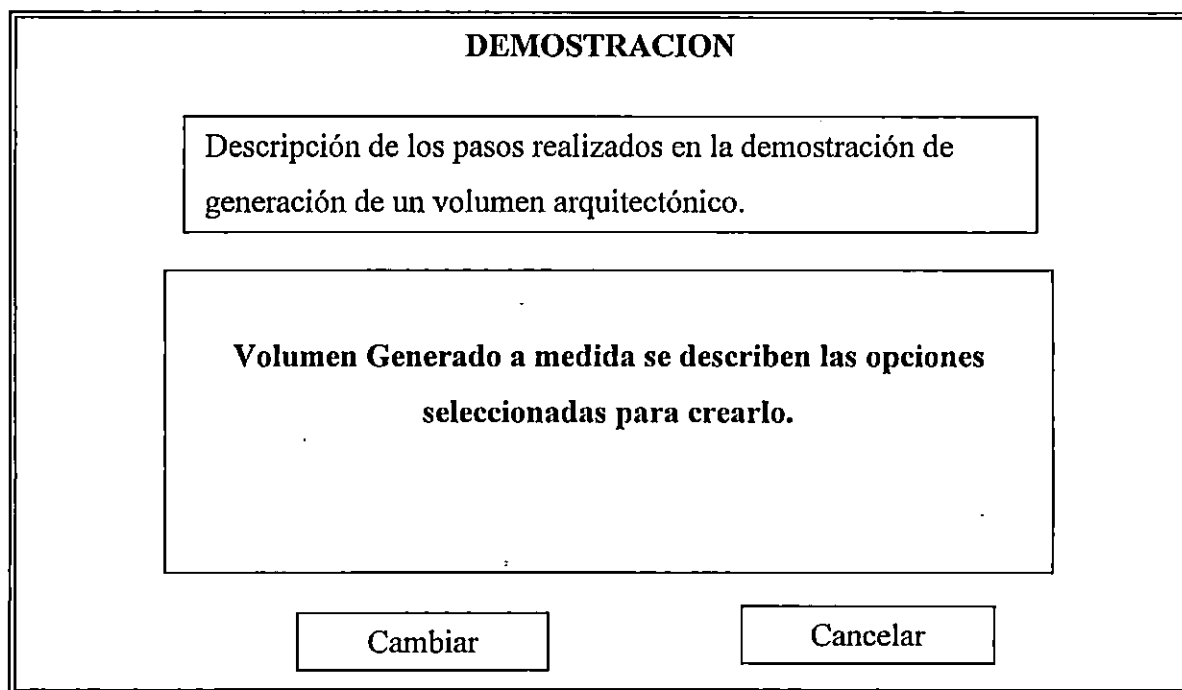 DEMOSTRACION
Descripción de los pasos realizados en la demostración de
generación de un volumen arquitectónico.
Volumen Generado a medida se describen las opciones
seleccionadas para crearlo.
Cambiar
Cancelar